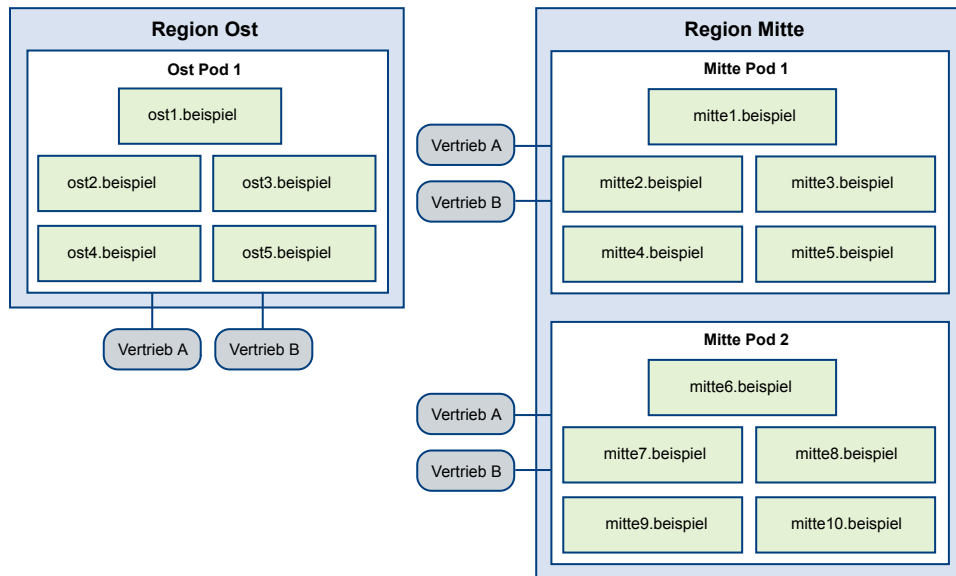 Region Ost
Ost Pod 1
ost1.beispiel
ost2.beispiel
ost3.beispiel
ost4.beispiel
ost5.beispiel
Vertrieb A
Vertrieb B
Region Mitte
Mitte Pod 1
mitte1.beispiel
mitte2.beispiel
mitte3.beispiel
mitte4.beispiel
mitte5.beispiel
Vertrieb A
Vertrieb B
Mitte Pod 2
mitte6.beispiel
mitte7.beispiel
mitte8.beispiel
mitte9.beispiel
mitte10.beispiel
Vertrieb A
Vertrieb B